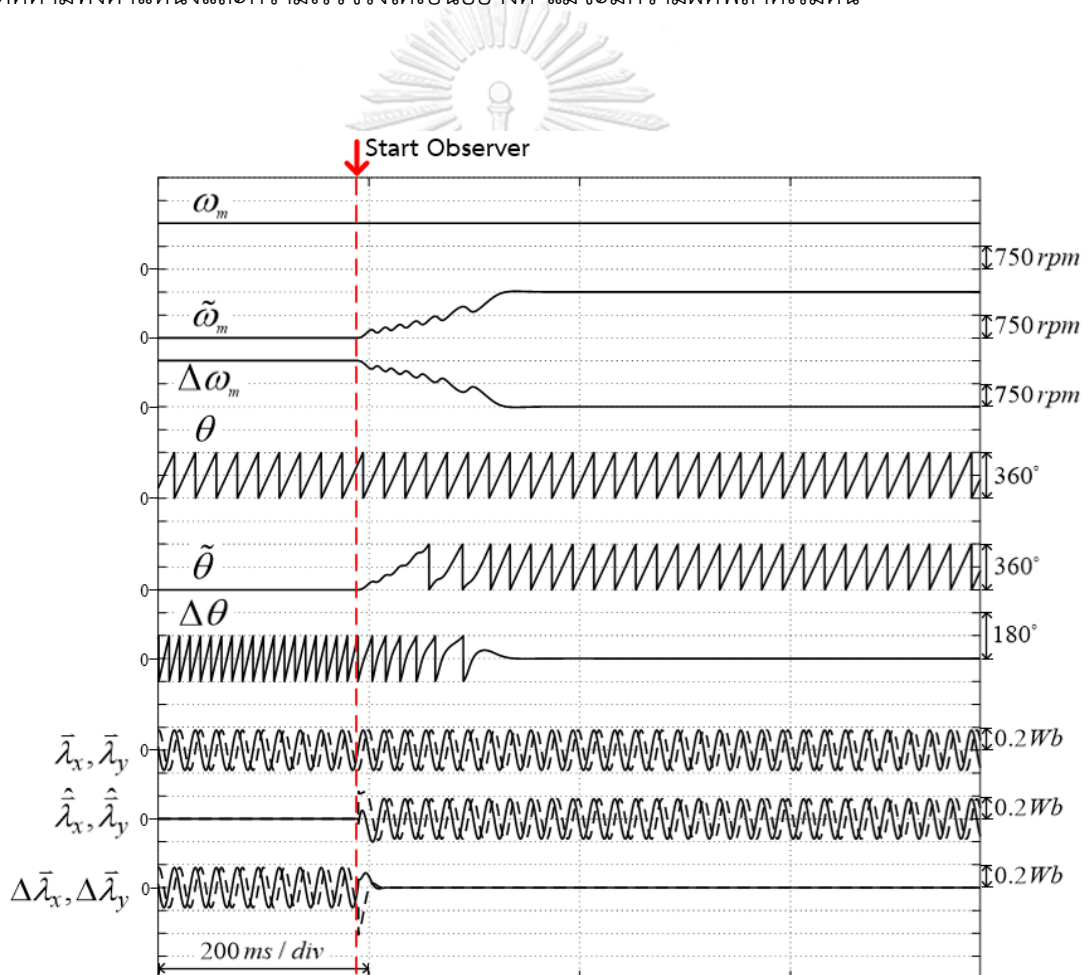 Start Observer
ω_m
0
750 rpm
ω̃_m
0
750 rpm
Δω_m
0
750 rpm
θ
0
360°
θ̃
0
360°
Δθ
0
180°
λ̄_x, λ̄_y
0
0.2 Wb
λ̄̂_x, λ̄̂_y
0
0.2 Wb
Δλ̄_x, Δλ̄_y
0
0.2 Wb
200 ms / div